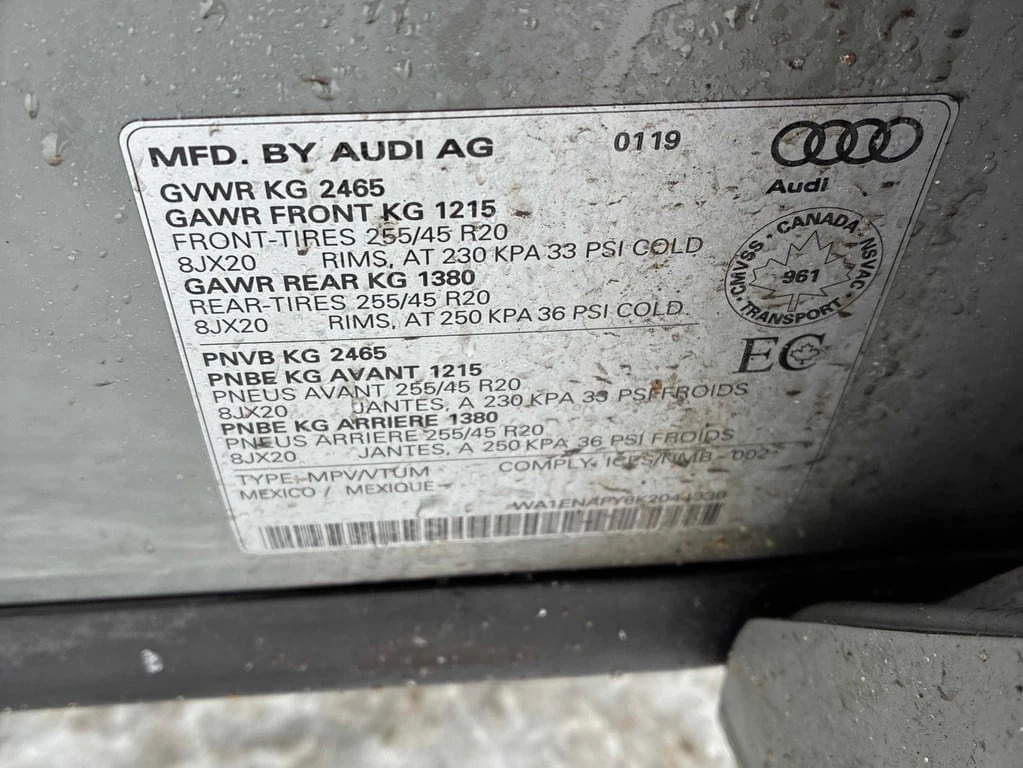 MFD. BY AUDI AG 0119
Audi
GVWR KG 2465
GAWR FRONT KG 1215
FRONT-TIRES 255/45 R20
8JX20 RIMS, AT 230 KPA 33 PSI COLD
GAWR REAR KG 1380
REAR-TIRES 255/45 R20
8JX20 RIMS, AT 250 KPA 36 PSI COLD
CMVSS · CANADA · NSVAC
961
TRANSPORT
EC
PNVB KG 2465
PNBE KG AVANT 1215
PNEUS AVANT 255/45 R20
8JX20 JANTES, A 230 KPA 33 PSI FROIDS
PNBE KG ARRIERE 1380
PNEUS ARRIERE 255/45 R20
8JX20 JANTES, A 250 KPA 36 PSI FROIDS
TYPE-MPV/VTUM COMPLY. ICES/NMB - 002
MEXICO / MEXIQUE